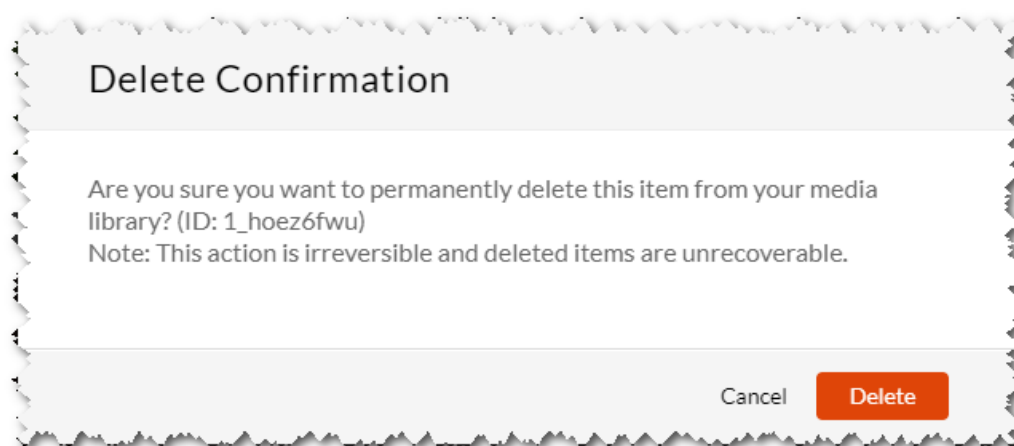 Delete Confirmation
Are you sure you want to permanently delete this item from your media
library? (ID: 1_hoez6fwu)
Note: This action is irreversible and deleted items are unrecoverable.
Cancel
Delete